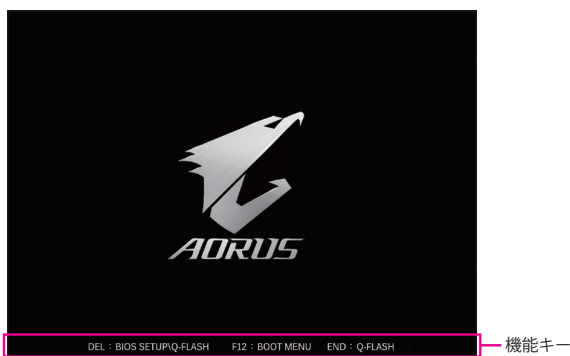 AORUS
DEL : BIOS SETUP\Q-FLASH F12 : BOOT MENU END : Q-FLASH
機能キー